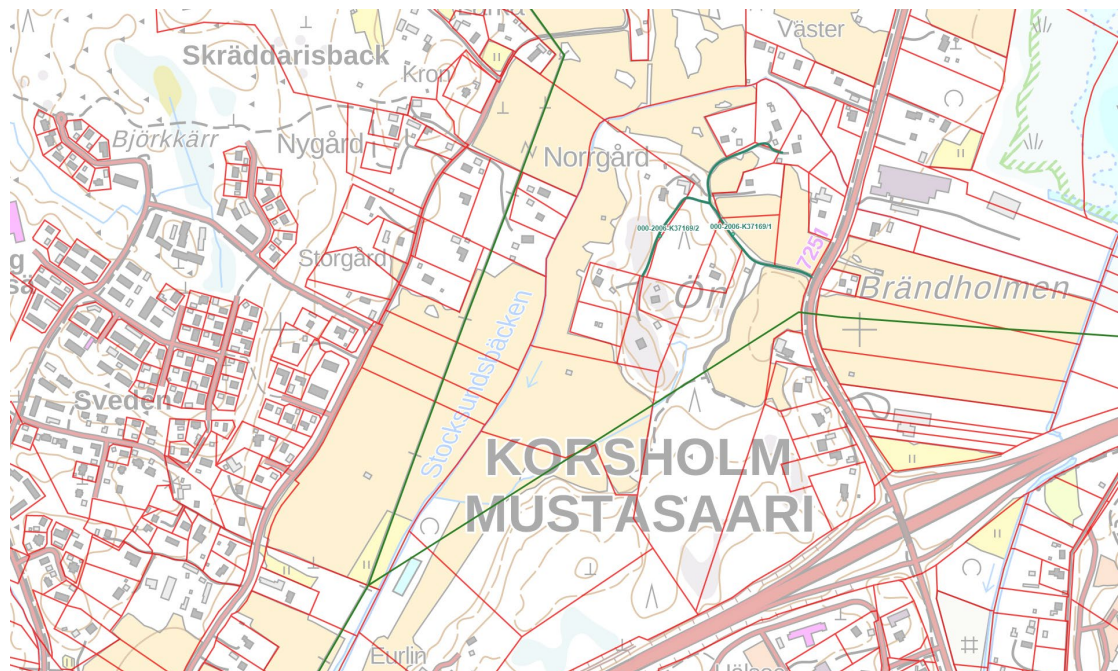 Väster
Skräddarisback
Kron
Björkkärr
Nygård
Norrgård
000-2006-K37169/2
000-2006-K37169/1
7251
Storgård
Ön
Brändholmen
Stocksundsbäcken
Sveden
KORSHOLM
MUSTASAARI
Eurlin